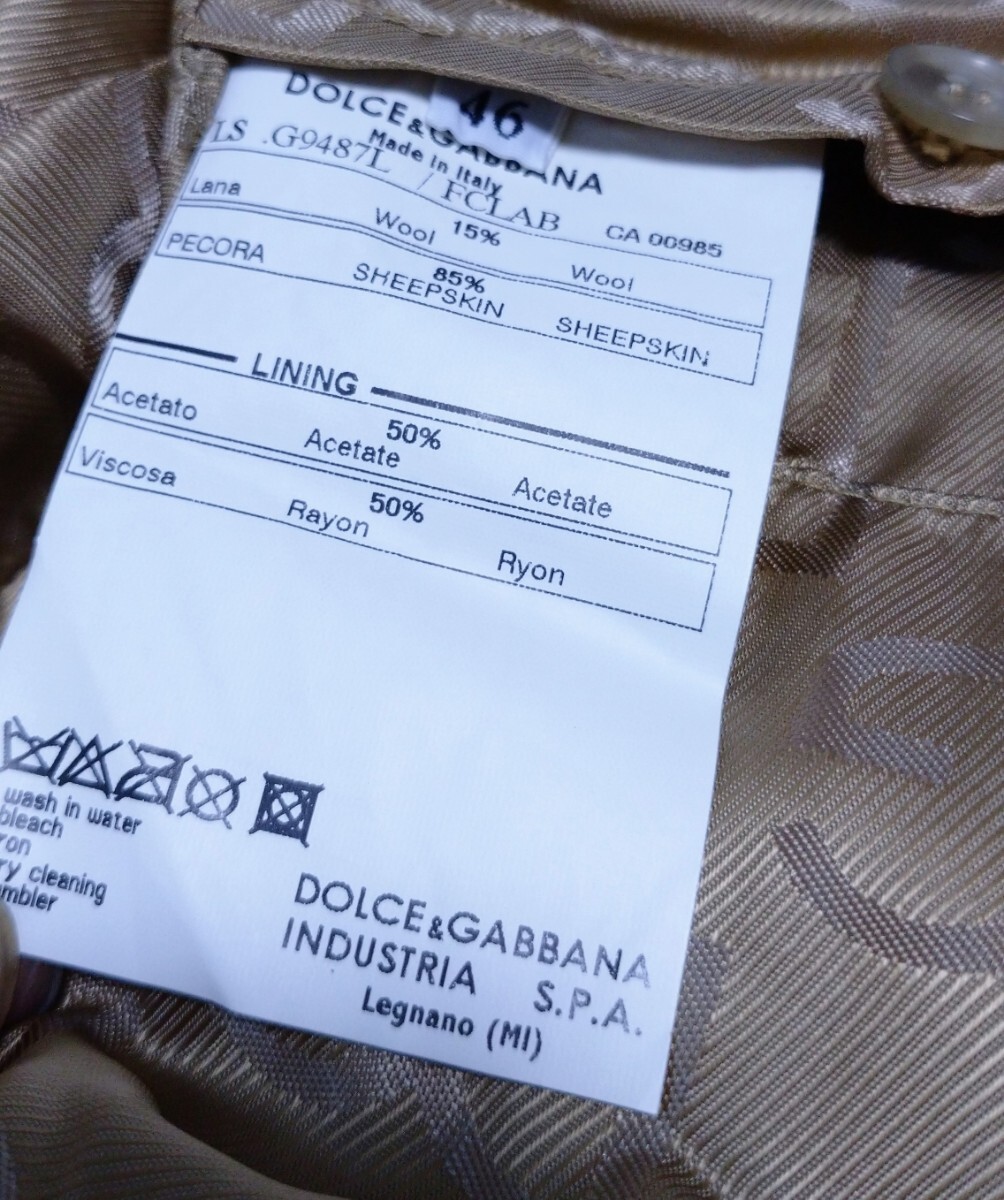 46
DOLCE&GABBANA
Made in Italy
LS .G9487L / FCLAB CA 00985
Lana Wool 15% Wool
PECORA SHEEPSKIN 85% SHEEPSKIN
LINING
Acetato Acetate 50% Acetate
Viscosa Rayon 50% Ryon
wash in water
bleach
ron
ry cleaning
mbler
DOLCE&GABBANA
INDUSTRIA S.P.A.
Legnano (MI)